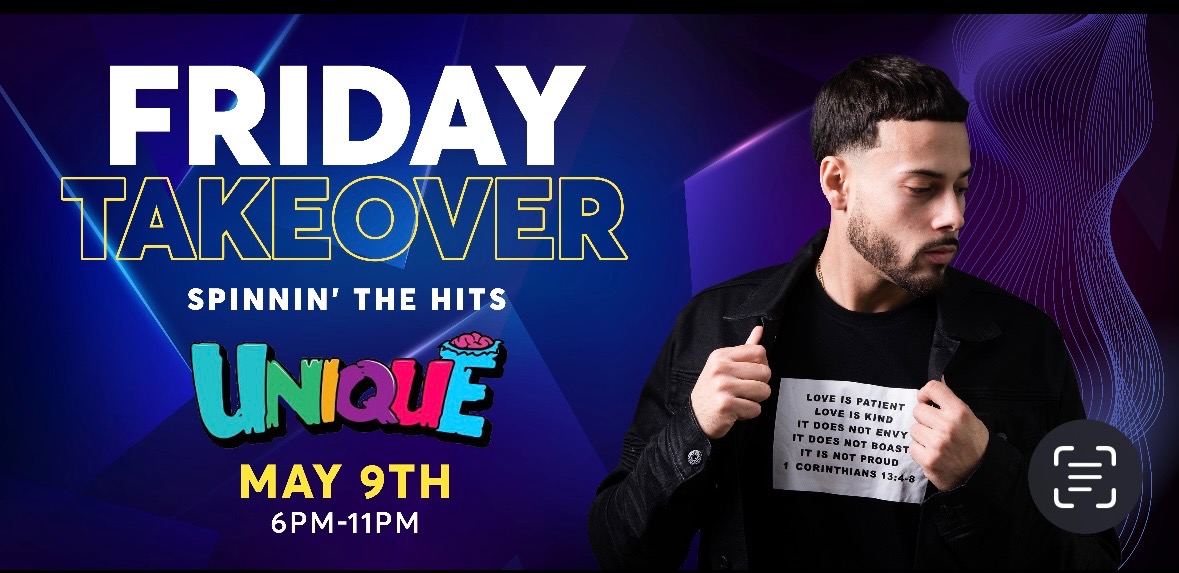 FRIDAY
TAKEOVER
SPINNIN' THE HITS
UNIQUE
MAY 9TH
6PM-11PM
LOVE IS PATIENT
LOVE IS KIND
IT DOES NOT ENVY
IT DOES NOT BOAST
IT IS NOT PROUD
1 CORINTHIANS 13:4-8